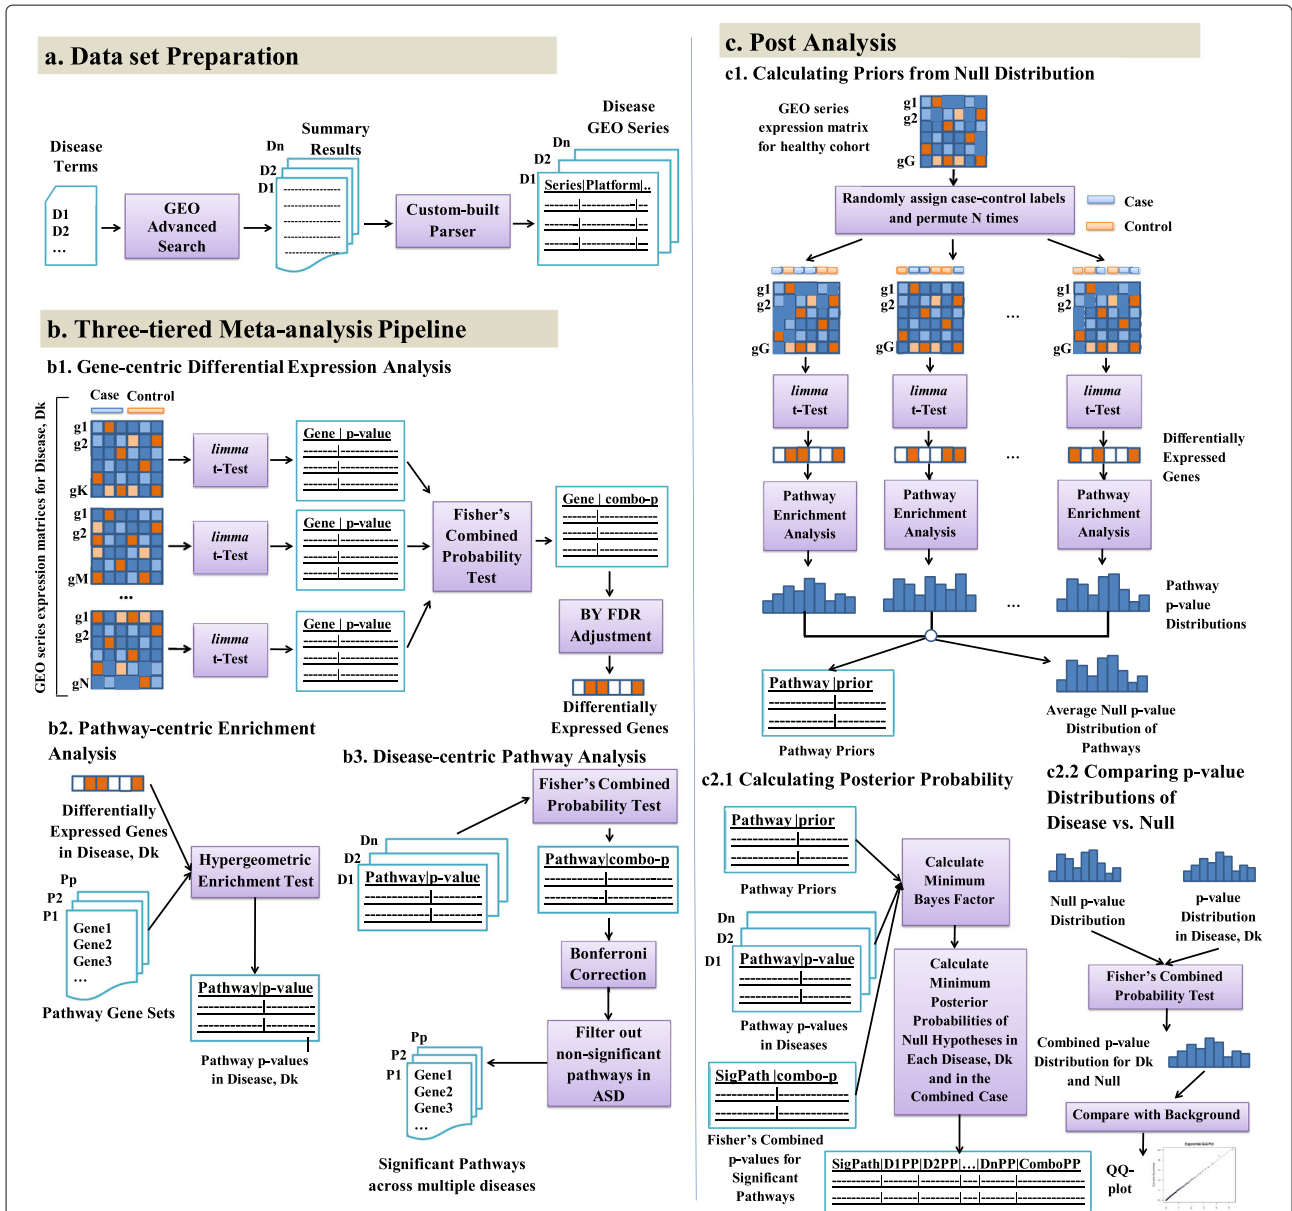 a. Data set Preparation
Disease
Terms
D1
D2
...
GEO
Advanced
Search
Summary
Results
Dn
D2
D1
Custom-built
Parser
Disease
GEO Series
Dn
D2
D1
Series|Platform|..
b. Three-tiered Meta-analysis Pipeline
b1. Gene-centric Differential Expression Analysis
GEO series expression matrices for Disease, Dk
Case
Control
g1
g2
gK
limma
t-Test
Gene | p-value
g1
g2
gM
limma
t-Test
Gene | p-value
...
g1
g2
gN
limma
t-Test
Gene | p-value
Fisher's
Combined
Probability
Test
Gene | combo-p
BY FDR
Adjustment
Differentially
Expressed Genes
b2. Pathway-centric Enrichment
Analysis
Differentially
Expressed Genes
in Disease, Dk
Pp
P2
P1
Gene1
Gene2
Gene3
...
Pathway Gene Sets
Hypergeometric
Enrichment Test
Pathway|p-value
Pathway p-values
in Disease, Dk
b3. Disease-centric Pathway Analysis
Dn
D2
D1
Pathway|p-value
Fisher's Combined
Probability Test
Pathway|combo-p
Bonferroni
Correction
Filter out
non-significant
pathways in
ASD
Pp
P2
P1
Gene1
Gene2
Gene3
...
Significant Pathways
across multiple diseases
c. Post Analysis
c1. Calculating Priors from Null Distribution
GEO series
expression matrix
for healthy cohort
g1
g2
gG
Randomly assign case-control labels
and permute N times
Case
Control
g1
g2
gG
g1
g2
gG
...
g1
g2
gG
limma
t-Test
limma
t-Test
limma
t-Test
...
Differentially
Expressed
Genes
Pathway
Enrichment
Analysis
Pathway
Enrichment
Analysis
Pathway
Enrichment
Analysis
...
Pathway
p-value
Distributions
Pathway |prior
Pathway Priors
Average Null p-value
Distribution of
Pathways
c2.1 Calculating Posterior Probability
Pathway |prior
Pathway Priors
Dn
D2
D1
Pathway|p-value
Pathway p-values
in Diseases
SigPath |combo-p
Fisher's Combined
p-values for
Significant
Pathways
Calculate
Minimum
Bayes Factor
Calculate
Minimum
Posterior
Probabilities of
Null Hypotheses in
Each Disease, Dk
and in the
Combined Case
SigPath|D1PP|D2PP|...|DnPP|ComboPP
c2.2 Comparing p-value
Distributions of
Disease vs. Null
Null p-value
Distribution
p-value
Distribution
in Disease, Dk
Fisher's Combined
Probability Test
Combined p-value
Distribution for Dk
and Null
Compare with Background
QQ-
plot